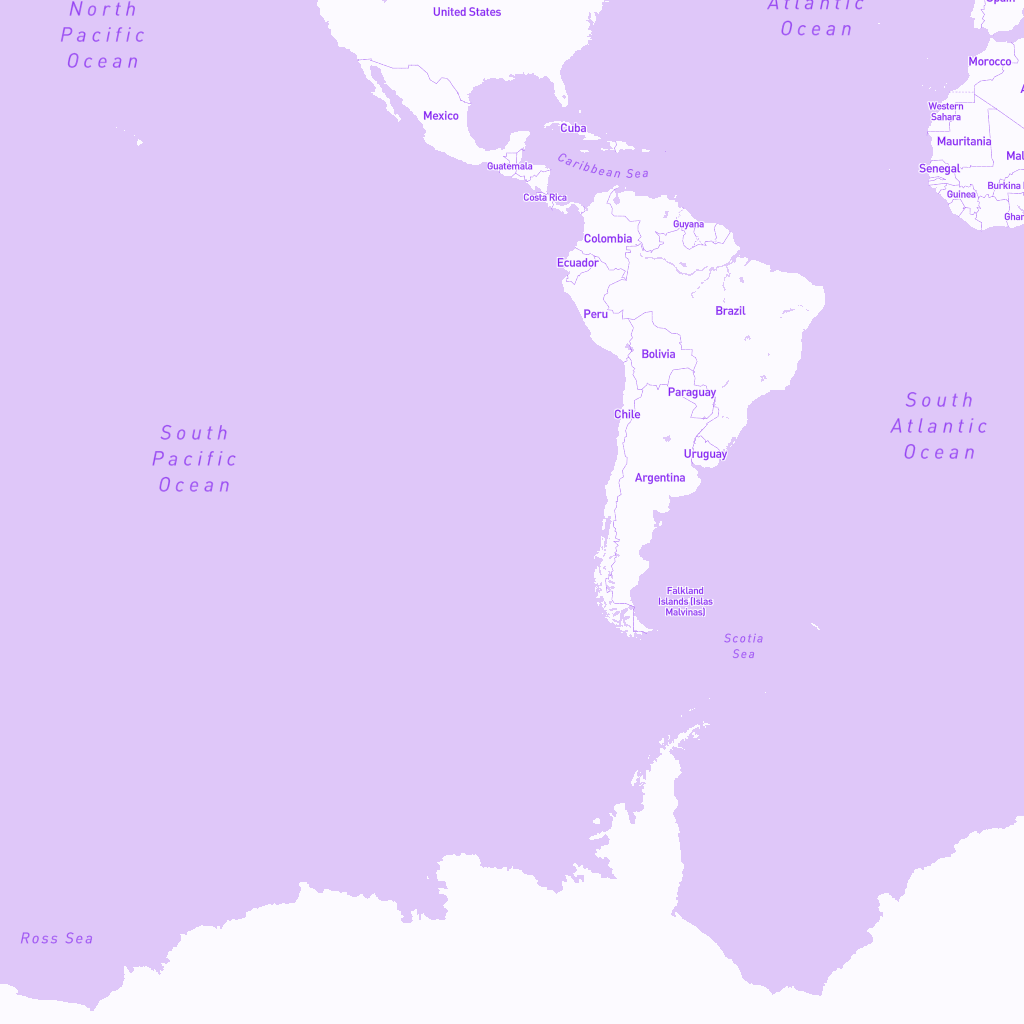 North
Pacific
Ocean
United States
Atlantic
Ocean
Spain
Morocco
Mexico
Cuba
Western
Sahara
Mauritania
Guatemala
Caribbean Sea
Senegal
Costa Rica
Guinea
Burkina
Guyana
Colombia
Ecuador
Peru
Brazil
Bolivia
Paraguay
Chile
South
Atlantic
Ocean
South
Pacific
Ocean
Uruguay
Argentina
Falkland
Islands (Islas
Malvinas)
Scotia
Sea
Ross Sea